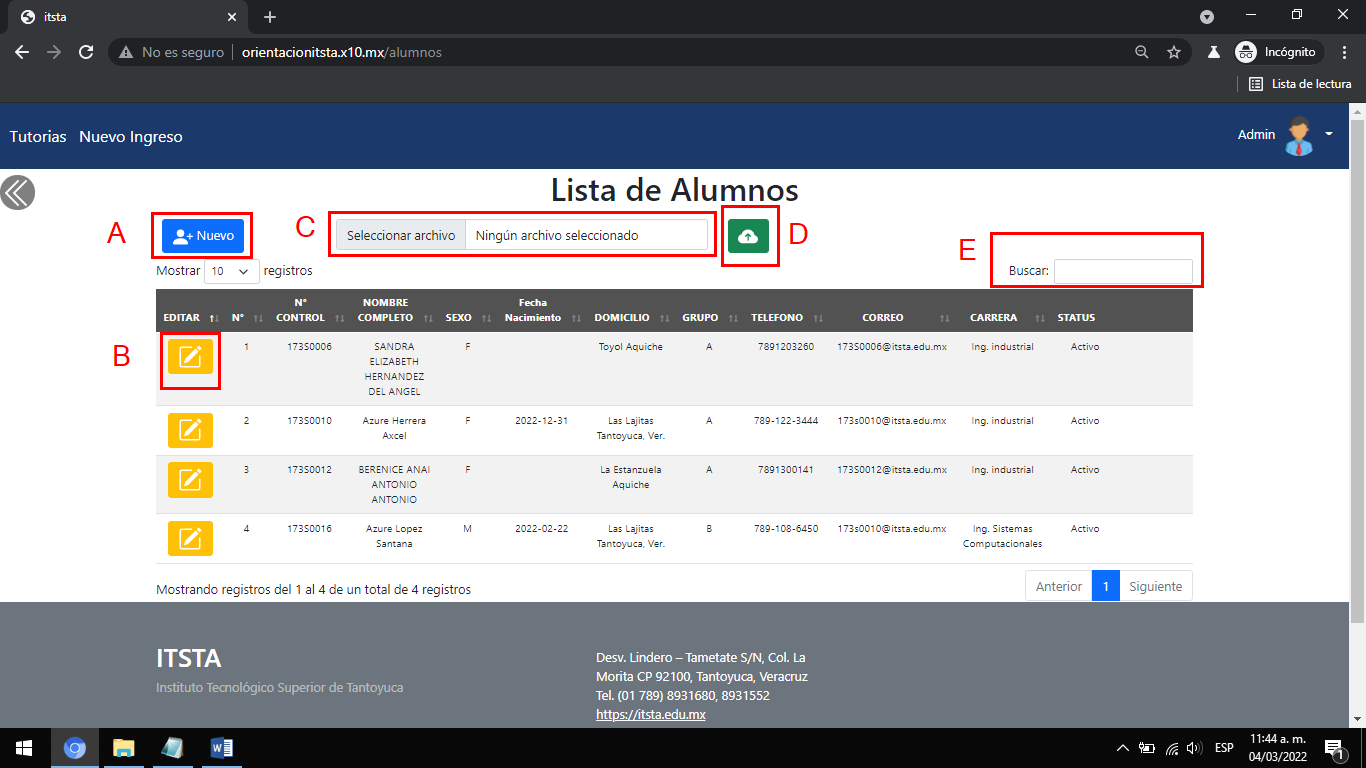 itsta
No es seguro orientacionitsta.x10.mx/alumnos
Incógnito
Lista de lectura
Tutorias Nuevo Ingreso
Admin
Lista de Alumnos
A Nuevo C Seleccionar archivo Ningún archivo seleccionado D
Mostrar 10 registros
E Buscar:
EDITAR N° N° CONTROL NOMBRE COMPLETO SEXO Fecha Nacimiento DOMICILIO GRUPO TELEFONO CORREO CARRERA STATUS
B
1 173S0006 SANDRA ELIZABETH HERNANDEZ DEL ANGEL F Toyol Aquiche A 7891203260 173S0006@itsta.edu.mx Ing. industrial Activo
2 173S0010 Azure Herrera Axcel F 2022-12-31 Las Lajitas Tantoyuca, Ver. A 789-122-3444 173s0010@itsta.edu.mx Ing. industrial Activo
3 173S0012 BERENICE ANAI ANTONIO ANTONIO F La Estanzuela Aquiche A 7891300141 173S0012@itsta.edu.mx Ing. industrial Activo
4 173S0016 Azure Lopez Santana M 2022-02-22 Las Lajitas Tantoyuca, Ver. B 789-108-6450 173s0010@itsta.edu.mx Ing. Sistemas Computacionales Activo
Mostrando registros del 1 al 4 de un total de 4 registros
Anterior 1 Siguiente
ITSTA
Instituto Tecnológico Superior de Tantoyuca
Desv. Lindero – Tametate S/N, Col. La
Morita CP 92100, Tantoyuca, Veracruz
Tel. (01 789) 8931680, 8931552
https://itsta.edu.mx
ESP
11:44 a. m.
04/03/2022
1